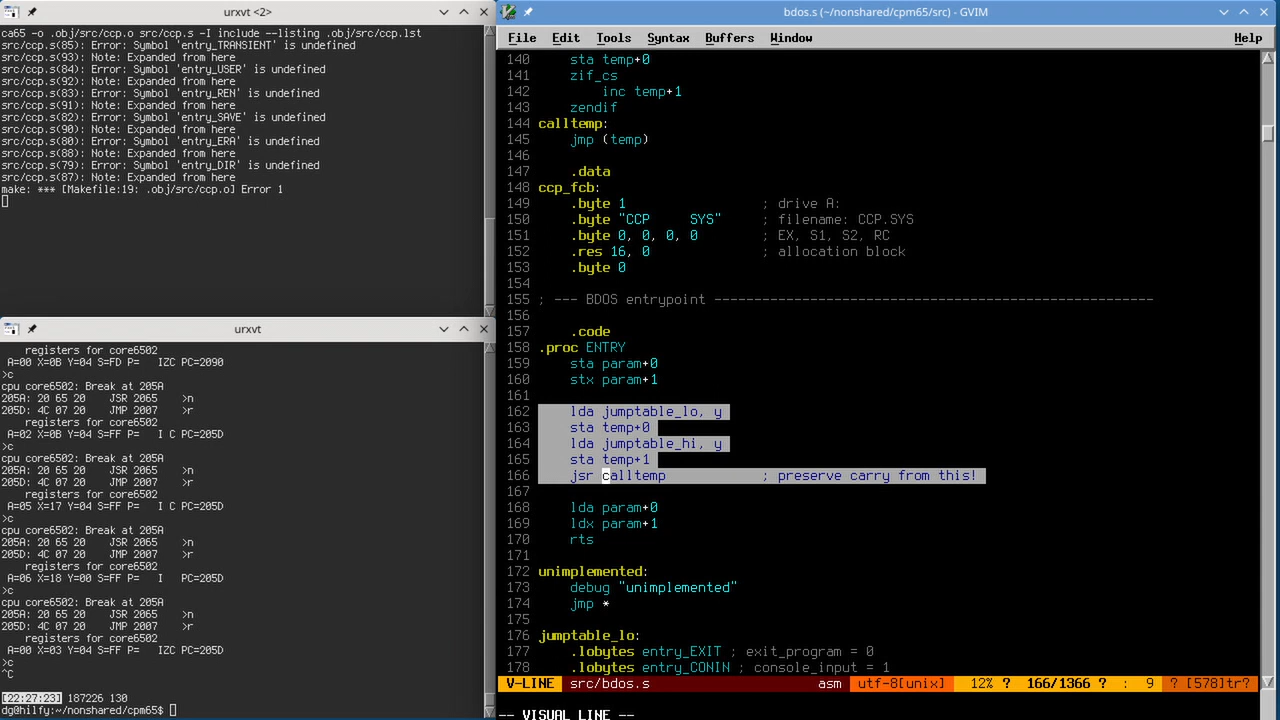 urxvt <2>
ca65 -o .obj/src/ccp.o src/ccp.s -I include --listing .obj/src/ccp.lst
src/ccp.s(85): Error: Symbol 'entry_TRANSIENT' is undefined
src/ccp.s(93): Note: Expanded from here
src/ccp.s(84): Error: Symbol 'entry_USER' is undefined
src/ccp.s(92): Note: Expanded from here
src/ccp.s(83): Error: Symbol 'entry_REN' is undefined
src/ccp.s(91): Note: Expanded from here
src/ccp.s(82): Error: Symbol 'entry_SAVE' is undefined
src/ccp.s(90): Note: Expanded from here
src/ccp.s(80): Error: Symbol 'entry_ERA' is undefined
src/ccp.s(88): Note: Expanded from here
src/ccp.s(79): Error: Symbol 'entry_DIR' is undefined
src/ccp.s(87): Note: Expanded from here
make: *** [Makefile:19: .obj/src/ccp.o] Error 1
urxvt
registers for core6502
A=00 X=0B Y=04 S=FD P=   IZC PC=2090
>c
cpu core6502: Break at 205A
205A: 20 65 20    JSR 2065    >n
205D: 4C 07 20    JMP 2007    >r
registers for core6502
A=02 X=0B Y=04 S=FF P=   I C PC=205D
>c
cpu core6502: Break at 205A
205A: 20 65 20    JSR 2065    >n
205D: 4C 07 20    JMP 2007    >r
registers for core6502
A=05 X=17 Y=04 S=FF P=   I C PC=205D
>c
cpu core6502: Break at 205A
205A: 20 65 20    JSR 2065    >n
205D: 4C 07 20    JMP 2007    >r
registers for core6502
A=06 X=18 Y=00 S=FF P=   I   PC=205D
>c
cpu core6502: Break at 205A
205A: 20 65 20    JSR 2065    >n
205D: 4C 07 20    JMP 2007    >r
registers for core6502
A=00 X=03 Y=04 S=FF P=   IZC PC=205D
>c
^C
[22:27:23] 187226 130
dg@hilfy:~/nonshared/cpm65$
bdos.s (~/nonshared/cpm65/src) - GVIM
File Edit Tools Syntax Buffers Window Help
140     sta temp+0
141     zif_cs
142         inc temp+1
143     zendif
144 calltemp:
145     jmp (temp)
146
147     .data
148 ccp_fcb:
149     .byte 1                 ; drive A:
150     .byte "CCP     SYS"     ; filename: CCP.SYS
151     .byte 0, 0, 0, 0        ; EX, S1, S2, RC
152     .res 16, 0              ; allocation block
153     .byte 0
154
155 ; --- BDOS entrypoint -------------------------------------------------------
156
157     .code
158 .proc ENTRY
159     sta param+0
160     stx param+1
161
162     lda jumptable_lo, y
163     sta temp+0
164     lda jumptable_hi, y
165     sta temp+1
166     jsr calltemp            ; preserve carry from this!
167
168     lda param+0
169     ldx param+1
170     rts
171
172 unimplemented:
173     debug "unimplemented"
174     jmp *
175
176 jumptable_lo:
177     .lobytes entry_EXIT ; exit_program = 0
178     .lobytes entry_CONIN ; console_input = 1
V-LINE src/bdos.s asm utf-8[unix] 12% ? 166/1366 ? : 9 ? [578]tr?
-- VISUAL LINE --